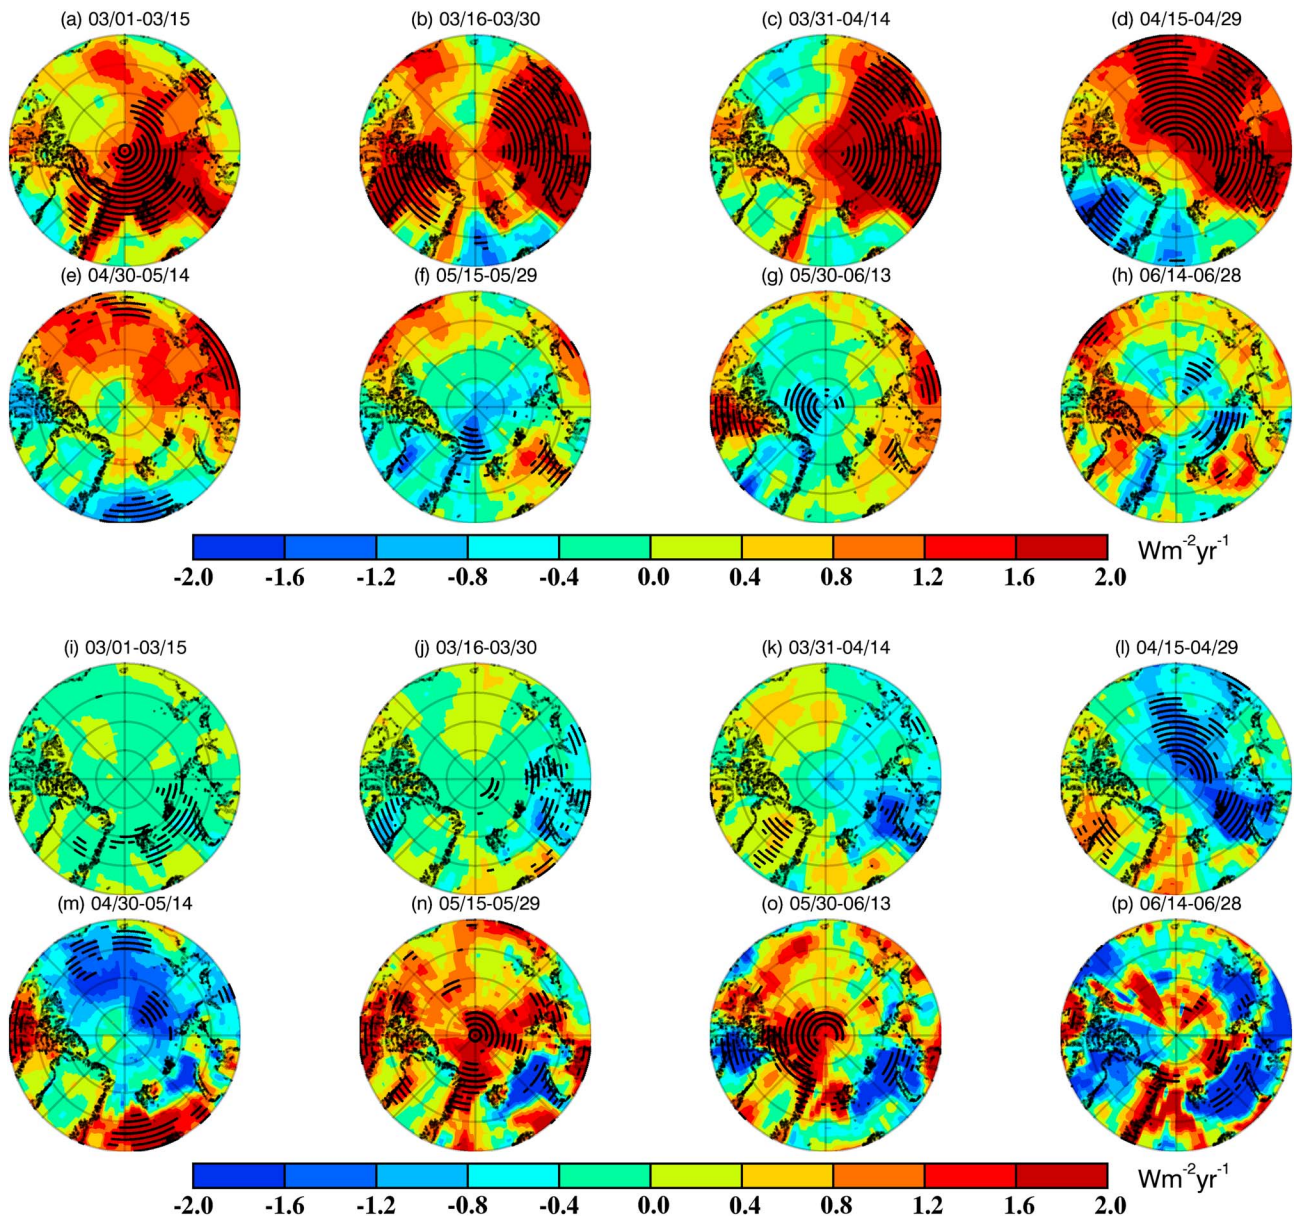 (a) 03/01-03/15
(b) 03/16-03/30
(c) 03/31-04/14
(d) 04/15-04/29
(e) 04/30-05/14
(f) 05/15-05/29
(g) 05/30-06/13
(h) 06/14-06/28
-2.0 -1.6 -1.2 -0.8 -0.4 0.0 0.4 0.8 1.2 1.6 2.0 Wm⁻²yr⁻¹
(i) 03/01-03/15
(j) 03/16-03/30
(k) 03/31-04/14
(l) 04/15-04/29
(m) 04/30-05/14
(n) 05/15-05/29
(o) 05/30-06/13
(p) 06/14-06/28
-2.0 -1.6 -1.2 -0.8 -0.4 0.0 0.4 0.8 1.2 1.6 2.0 Wm⁻²yr⁻¹